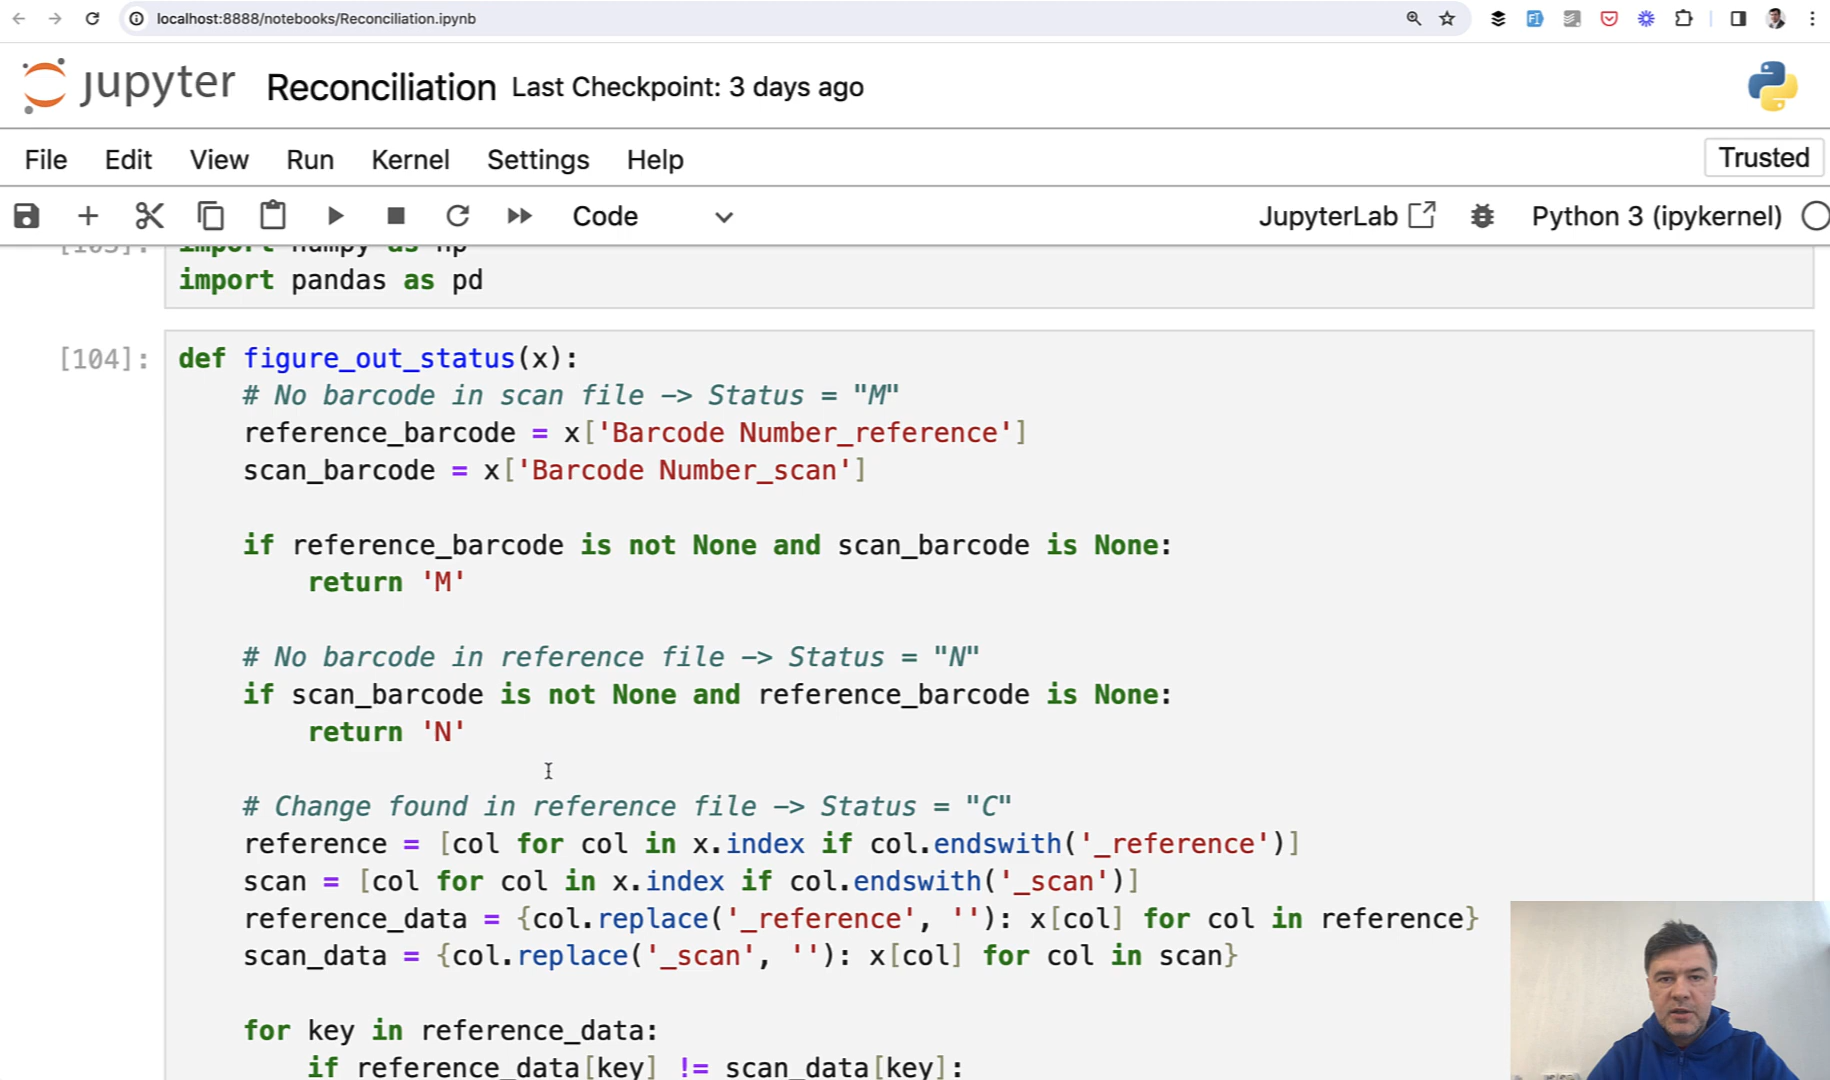 localhost:8888/notebooks/Reconciliation.ipynb
jupyter Reconciliation Last Checkpoint: 3 days ago
File Edit View Run Kernel Settings Help Trusted
Code JupyterLab Python 3 (ipykernel)
[103]: import numpy as np
import pandas as pd
[104]: def figure_out_status(x):
    # No barcode in scan file -> Status = "M"
    reference_barcode = x['Barcode Number_reference']
    scan_barcode = x['Barcode Number_scan']
    if reference_barcode is not None and scan_barcode is None:
        return 'M'
    # No barcode in reference file -> Status = "N"
    if scan_barcode is not None and reference_barcode is None:
        return 'N'
    # Change found in reference file -> Status = "C"
    reference = [col for col in x.index if col.endswith('_reference')]
    scan = [col for col in x.index if col.endswith('_scan')]
    reference_data = {col.replace('_reference', ''): x[col] for col in reference}
    scan_data = {col.replace('_scan', ''): x[col] for col in scan}
    for key in reference_data:
        if reference_data[key] != scan_data[key]: